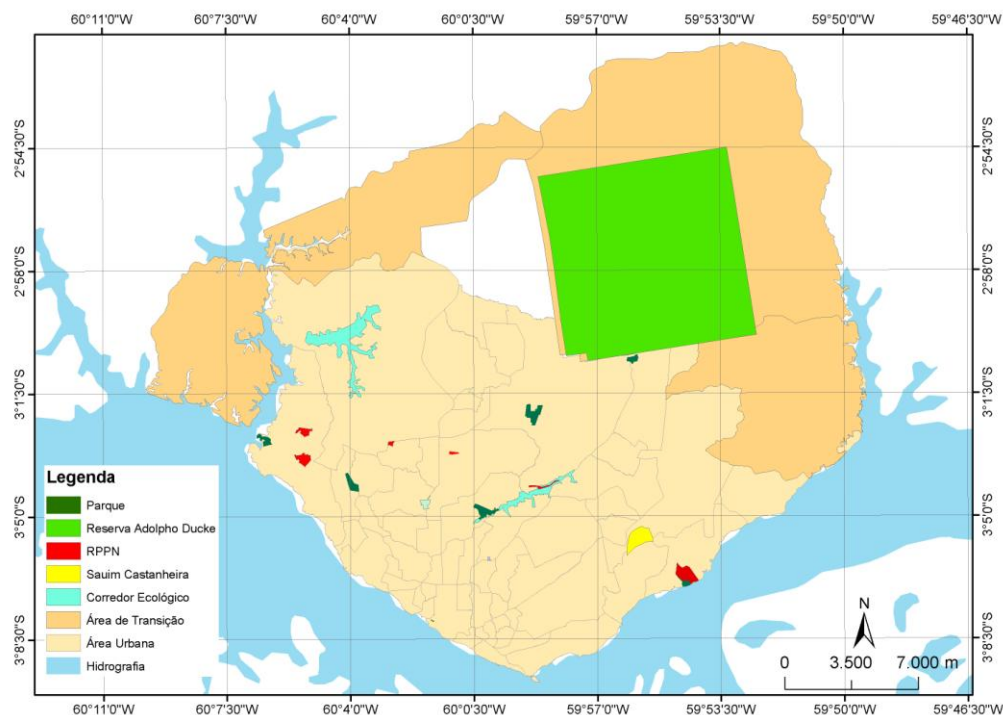 60°11'0"W 60°7'30"W 60°4'0"W 60°0'30"W 59°57'0"W 59°53'30"W 59°50'0"W 59°46'30"W
2°54'30"S 2°54'30"S
2°58'0"S 2°58'0"S
3°1'30"S 3°1'30"S
3°5'0"S 3°5'0"S
3°8'30"S 3°8'30"S
Legenda
Parque
Reserva Adolpho Ducke
RPPN
Sauim Castanheira
Corredor Ecológico
Área de Transição
Área Urbana
Hidrografia
N
0 3.500 7.000 m
60°11'0"W 60°7'30"W 60°4'0"W 60°0'30"W 59°57'0"W 59°53'30"W 59°50'0"W 59°46'30"W